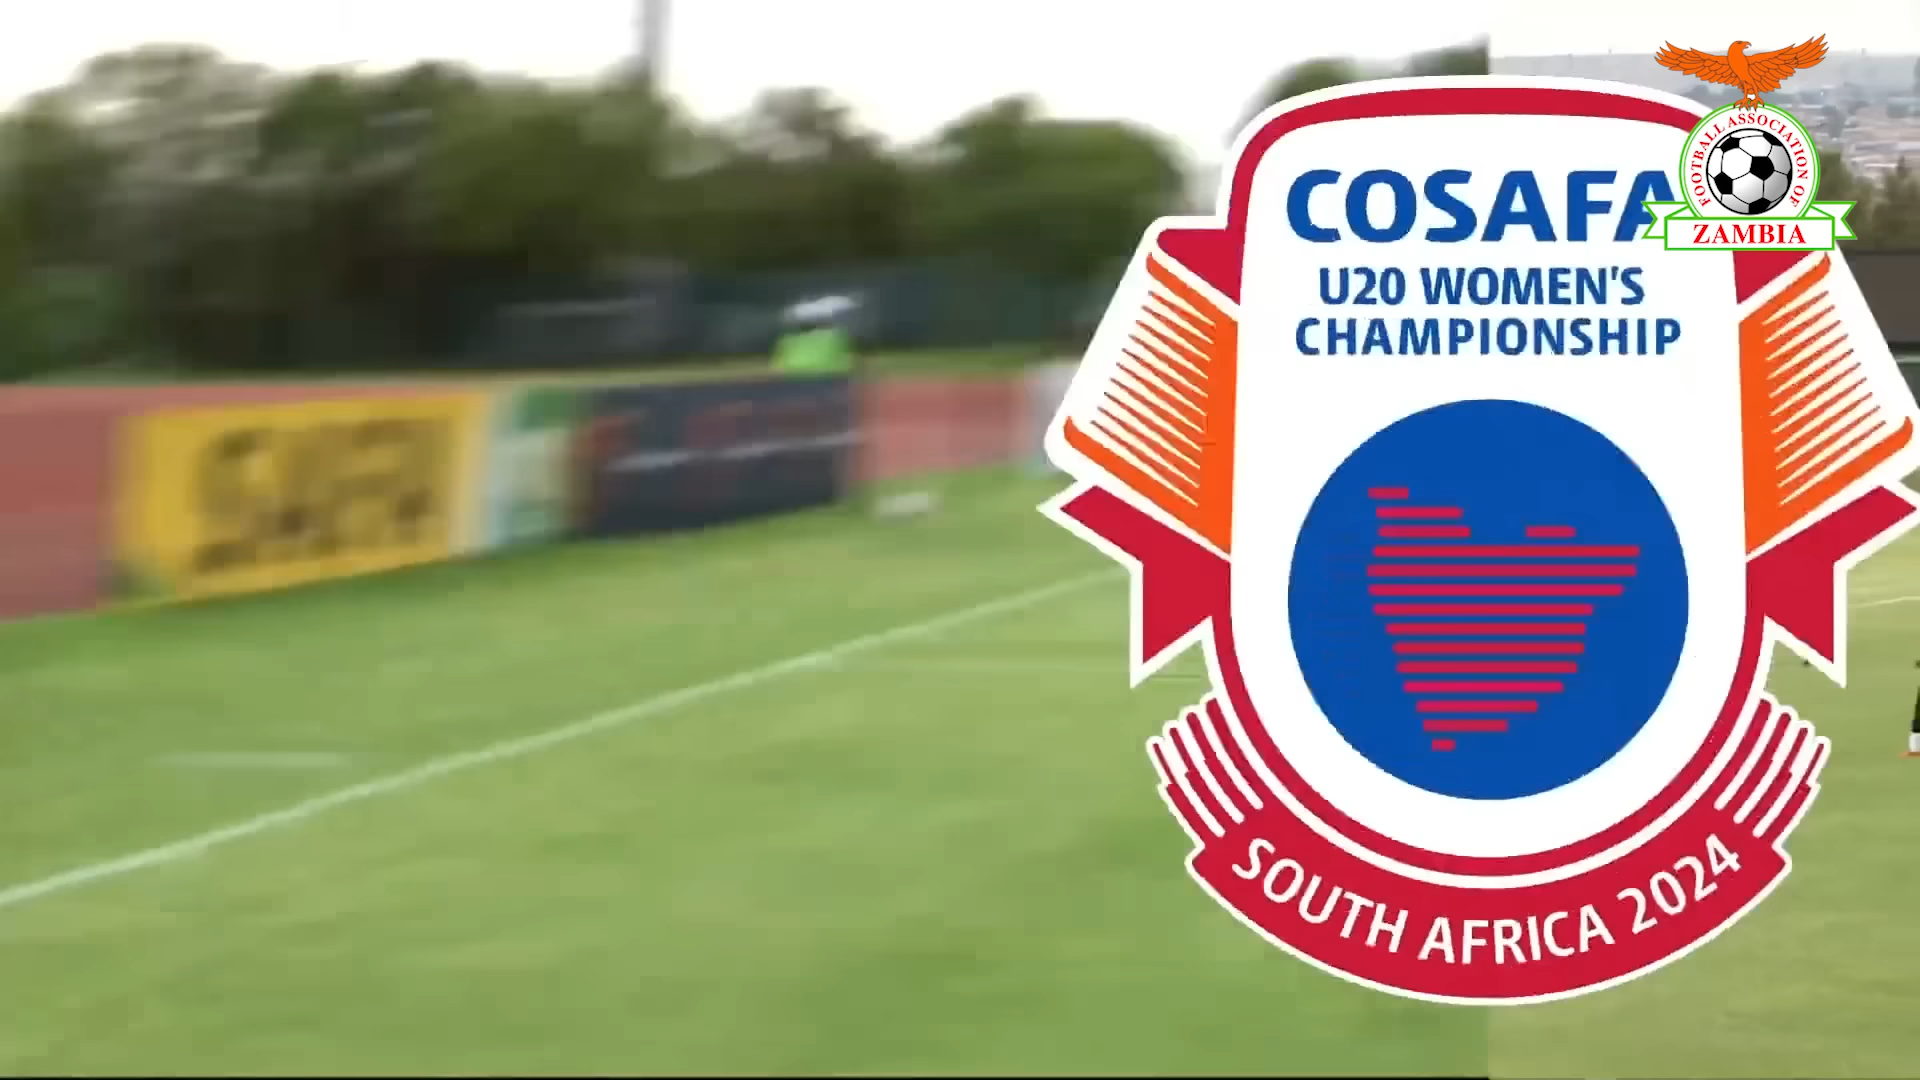 COSAFA
U20 WOMEN'S
CHAMPIONSHIP
SOUTH AFRICA 2024
FOOTBALL ASSOCIATION OF
ZAMBIA